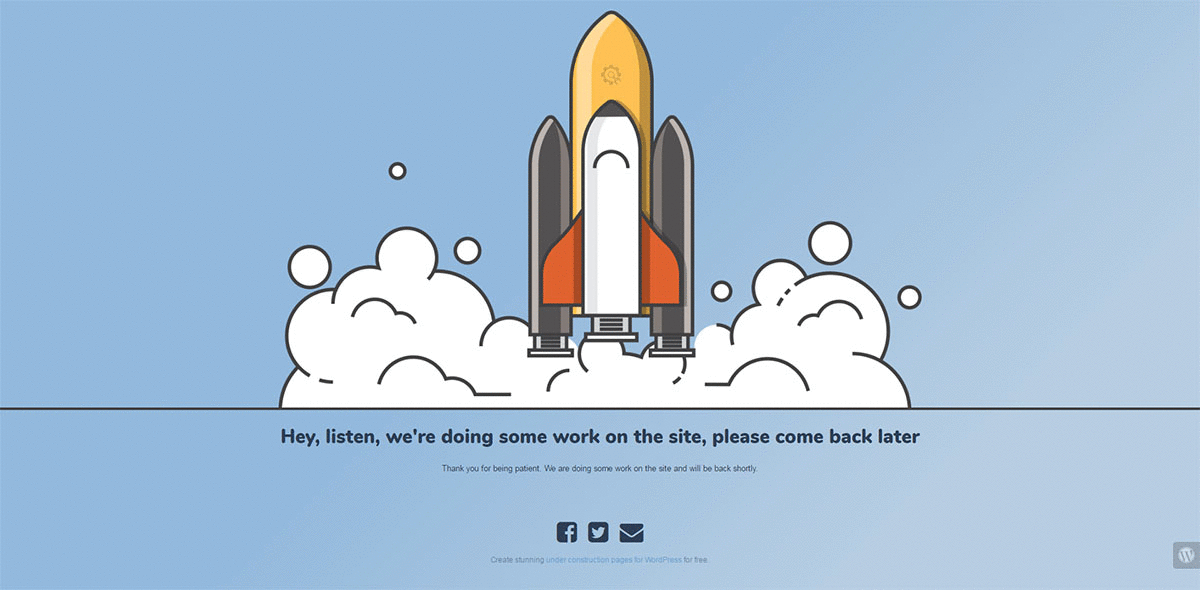 Hey, listen, we're doing some work on the site, please come back later
Thank you for being patient. We are doing some work on the site and will be back shortly.
Create stunning under construction pages for WordPress for free.